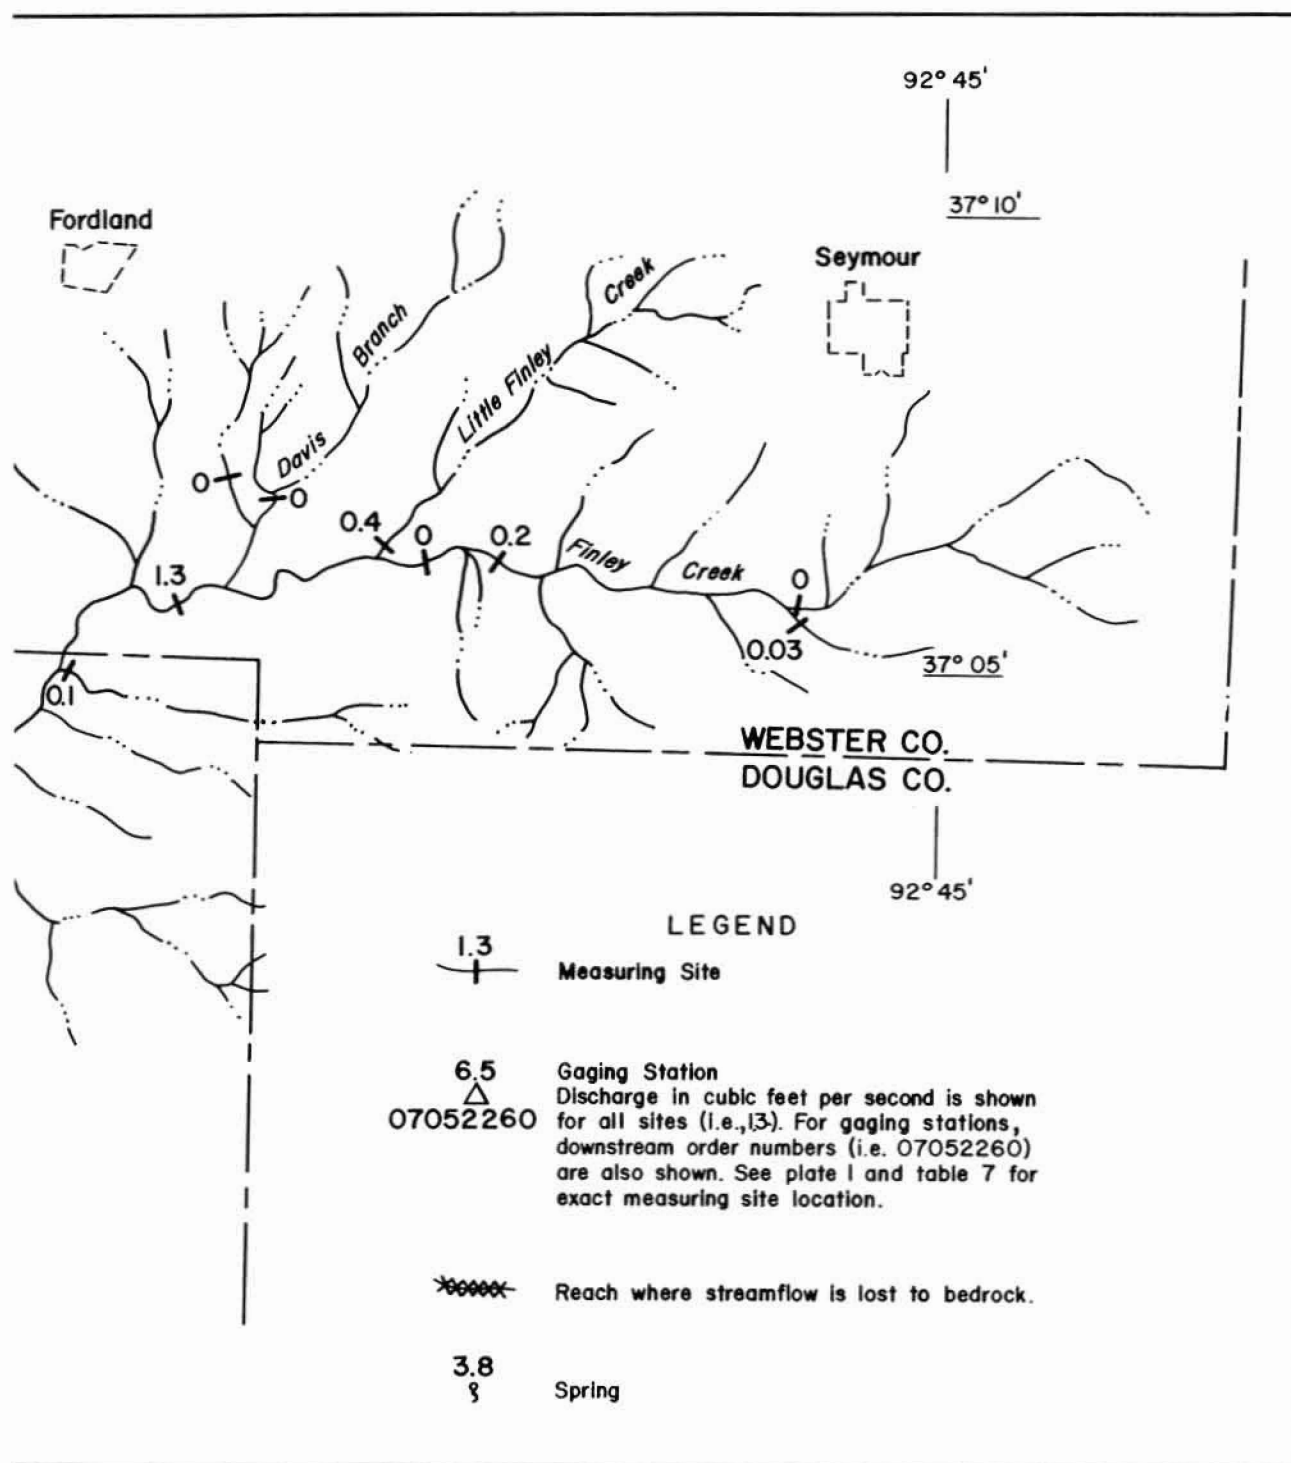 92° 45'
37° 10'
Fordland
Seymour
Creek
Branch
Little Finley
Davis
0
0
0.4
0
0.2
Finley
Creek
0
1.3
0.03
37° 05'
0.1
WEBSTER CO.
DOUGLAS CO.
92° 45'
LEGEND
1.3
Measuring Site
6.5
07052260
Gaging Station
Discharge in cubic feet per second is shown
for all sites (i.e.,1.3). For gaging stations,
downstream order numbers (i.e. 07052260)
are also shown. See plate 1 and table 7 for
exact measuring site location.
Reach where streamflow is lost to bedrock.
3.8
Spring